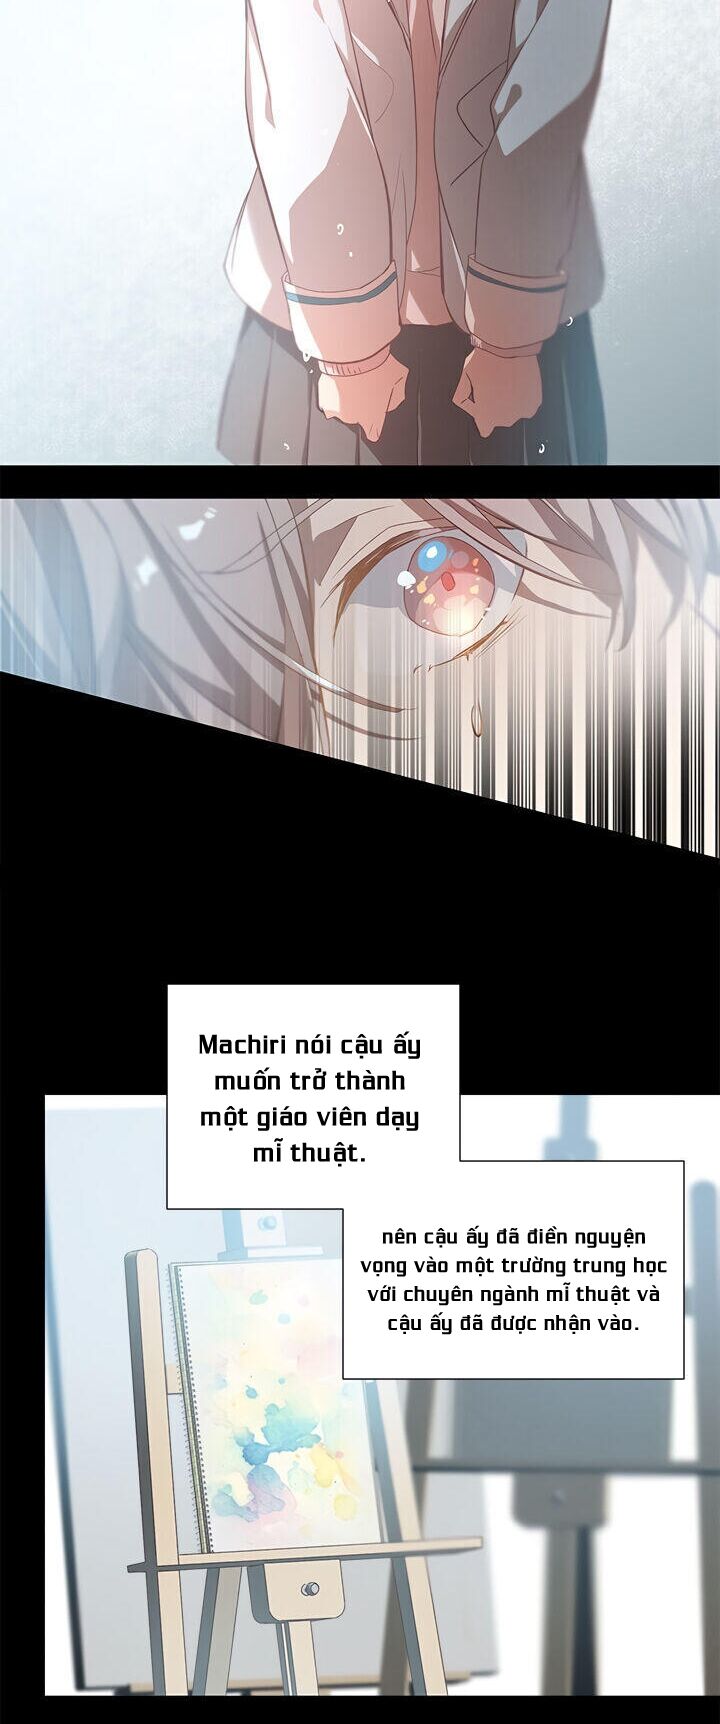 Machiri nói cậu ấy
muốn trở thành
một giáo viên dạy
mĩ thuật.
nên cậu ấy đã điền nguyện
vọng vào một trường trung học
với chuyên ngành mĩ thuật và
cậu ấy đã được nhận vào.